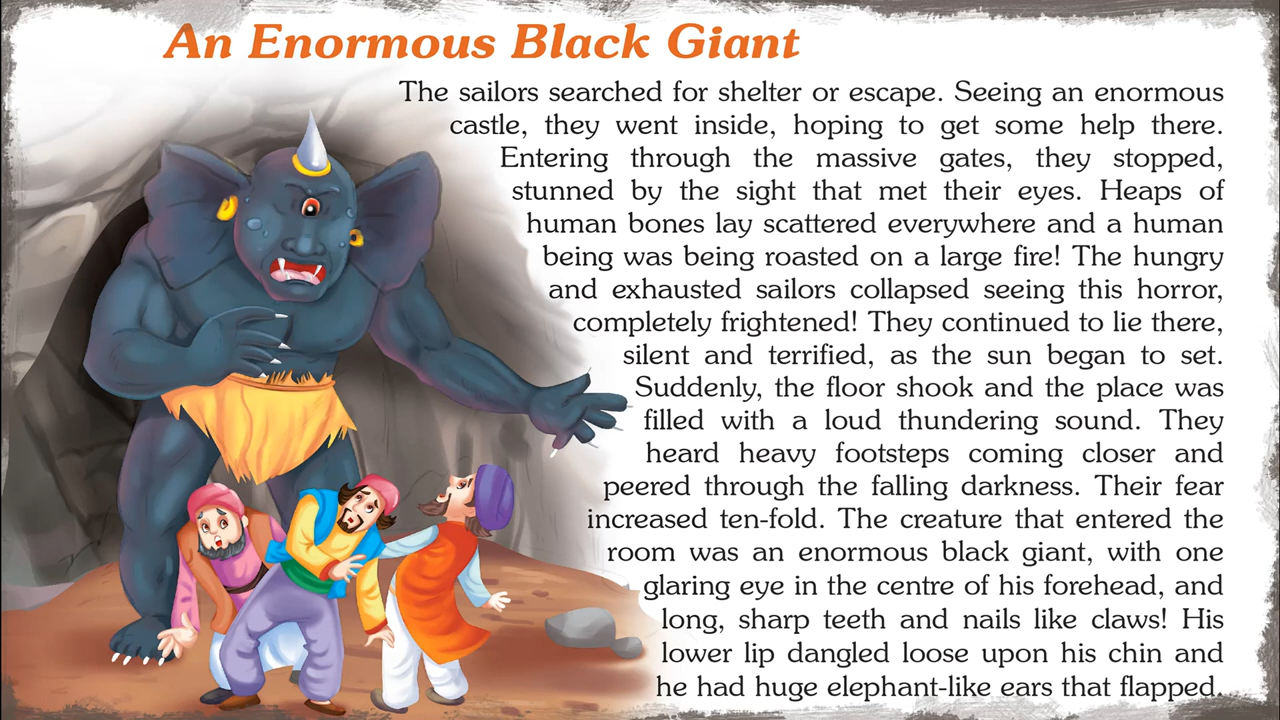 An Enormous Black Giant
The sailors searched for shelter or escape. Seeing an enormous
castle, they went inside, hoping to get some help there.
Entering through the massive gates, they stopped,
stunned by the sight that met their eyes. Heaps of
human bones lay scattered everywhere and a human
being was being roasted on a large fire! The hungry
and exhausted sailors collapsed seeing this horror,
completely frightened! They continued to lie there,
silent and terrified, as the sun began to set.
Suddenly, the floor shook and the place was
filled with a loud thundering sound. They
heard heavy footsteps coming closer and
peered through the falling darkness. Their fear
increased ten-fold. The creature that entered the
room was an enormous black giant, with one
glaring eye in the centre of his forehead, and
long, sharp teeth and nails like claws! His
lower lip dangled loose upon his chin and
he had huge elephant-like ears that flapped.